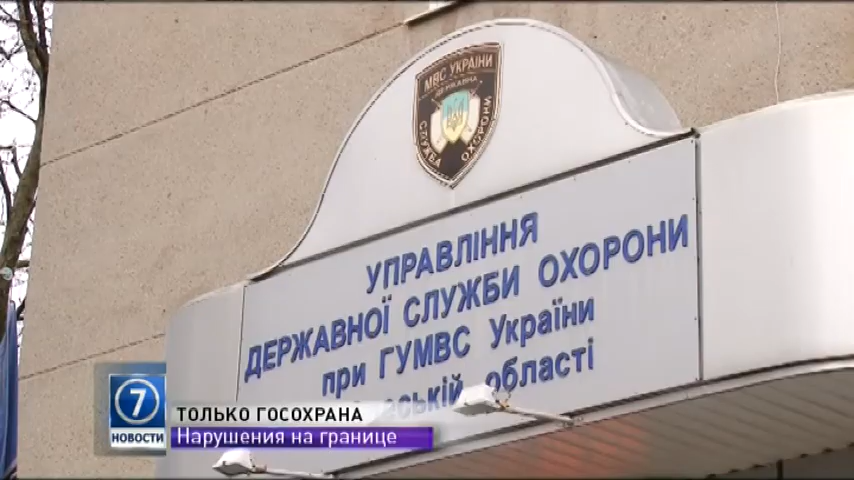 МВС УКРАЇНИ
ДЕРЖАВНА
СЛУЖБА ОХОРОНИ
УПРАВЛІННЯ
ДЕРЖАВНОЇ СЛУЖБИ ОХОРОНИ
при ГУМВС України
області
7
НОВОСТИ
ТОЛЬКО ГОСОХРАНА
Нарушения на границе